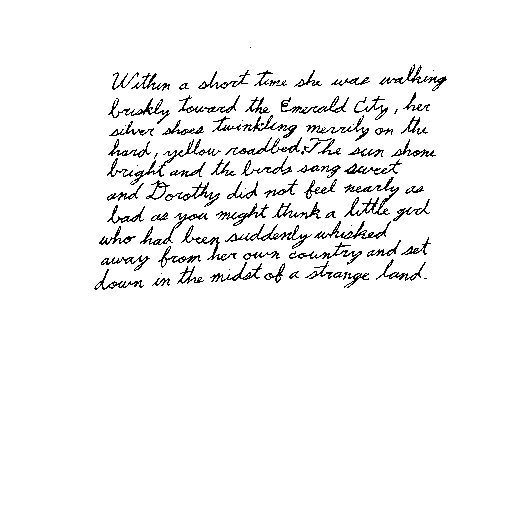 Within a short time she was walking
briskly toward the Emerald City, her
silver shoes twinkling merrily on the
hard, yellow roadbed. The sun shone
bright and the birds sang sweet
and Dorothy did not feel nearly as
bad as you might think a little girl
who had been suddenly whisked
away from her own country and set
down in the midst of a strange land.